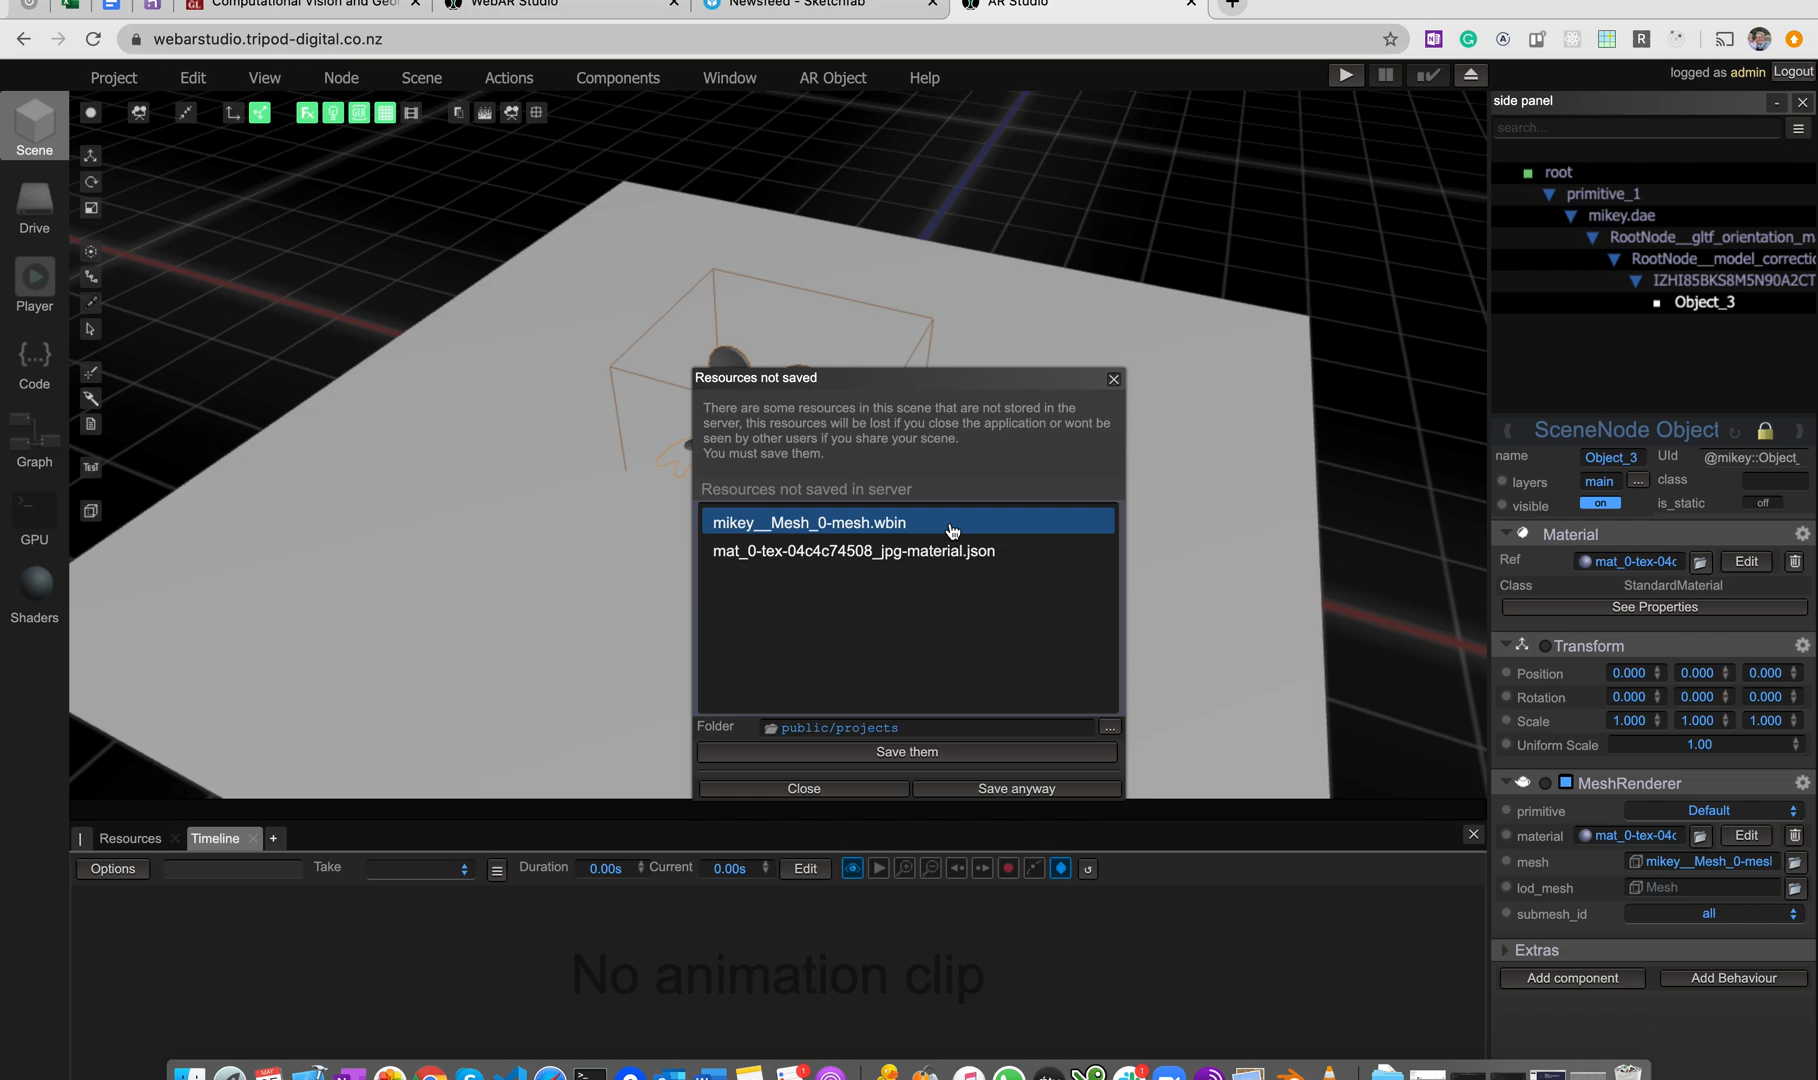 WebAR Studio
Newsfeed - Sketchfab
AR Studio
webarstudio.tripod-digital.co.nz
Project Edit View Node Scene Actions Components Window AR Object Help
logged as admin Logout
Scene
Drive
Player
Code
Graph
GPU
Shaders
TEST
side panel
search...
root
primitive_1
mikey.dae
RootNode__gltf_orientation_m
RootNode__model_correctic
IZHI85BKS8M5N90A2CT
Object_3
Resources not saved
There are some resources in this scene that are not stored in the
server, this resources will be lost if you close the application or wont be
seen by other users if you share your scene.
You must save them.
Resources not saved in server
mikey__Mesh_0-mesh.wbin
mat_0-tex-04c4c74508_jpg-material.json
Folder public/projects ...
Save them
Close Save anyway
SceneNode Object
name Object_3 UId @mikey::Object_
layers main ... class
visible on is_static off
Material
Ref mat_0-tex-04c Edit
Class StandardMaterial
See Properties
Transform
Position 0.000 0.000 0.000
Rotation 0.000 0.000 0.000
Scale 1.000 1.000 1.000
Uniform Scale 1.00
MeshRenderer
primitive Default
material mat_0-tex-04c Edit
mesh mikey__Mesh_0-mesl
lod_mesh Mesh
submesh_id all
Extras
Add component Add Behaviour
Resources Timeline +
Options Take Duration 0.00s Current 0.00s Edit
No animation clip